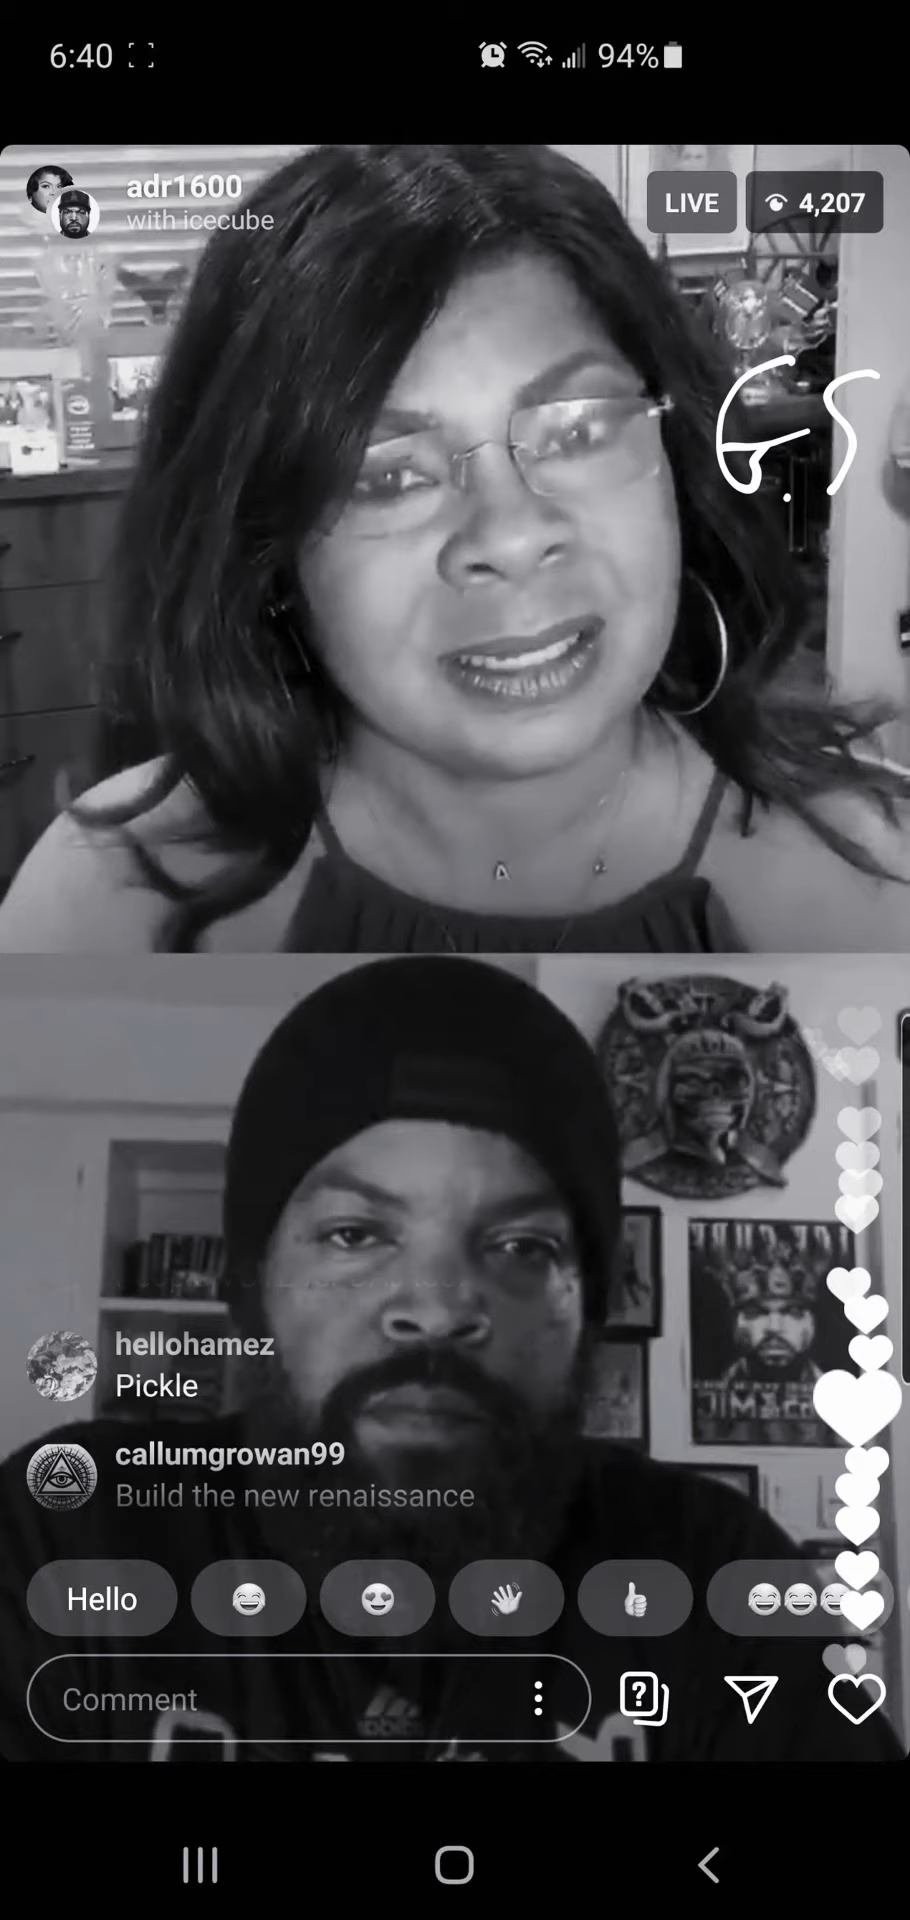 6:40 94%
adr1600
with icecube
LIVE
4,207
G.S
A
hellohamez
Pickle
callumgrowan99
Build the new renaissance
Hello
Comment